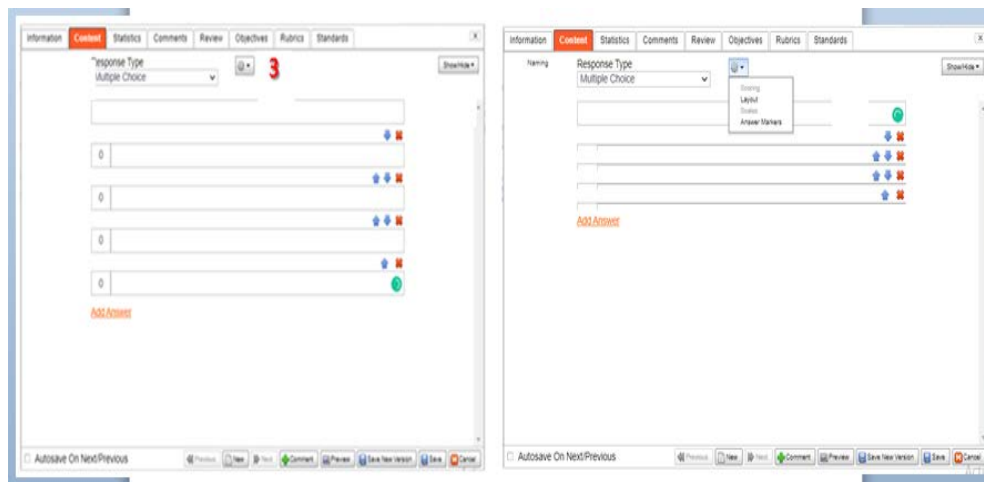 Information Content Statistics Comments Review Objectives Rubrics Standards X
Response Type 3 Show/Hide
Multiple Choice
0
0
0
0
Add Answer
Autosave On Next/Previous Previous New Next Comment Preview Save New Version Save Cancel
Information Content Statistics Comments Review Objectives Rubrics Standards X
Naming Response Type Show/Hide
Multiple Choice
Layout
Answer Markers
Add Answer
Autosave On Next/Previous Previous New Next Comment Preview Save New Version Save Cancel